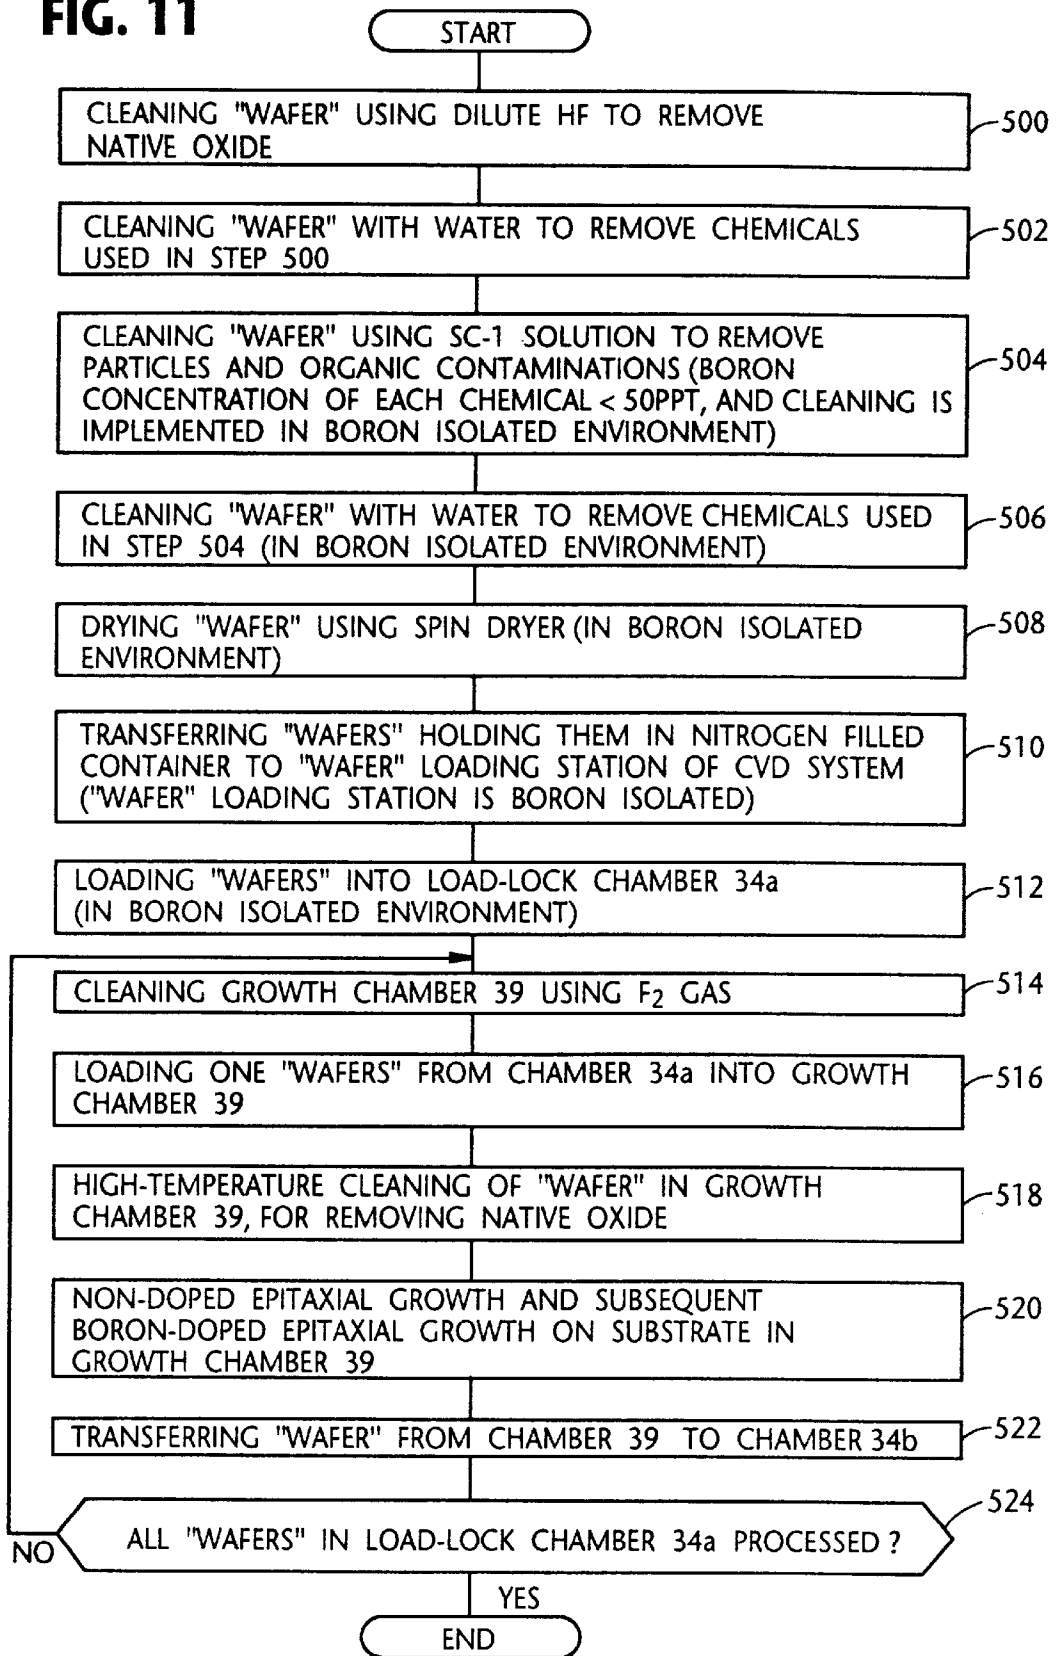 FIG. 11
START
CLEANING "WAFER" USING DILUTE HF TO REMOVE
NATIVE OXIDE
500
CLEANING "WAFER" WITH WATER TO REMOVE CHEMICALS
USED IN STEP 500
502
CLEANING "WAFER" USING SC-1 SOLUTION TO REMOVE
PARTICLES AND ORGANIC CONTAMINATIONS (BORON
CONCENTRATION OF EACH CHEMICAL < 50PPT, AND CLEANING IS
IMPLEMENTED IN BORON ISOLATED ENVIRONMENT)
504
CLEANING "WAFER" WITH WATER TO REMOVE CHEMICALS USED
IN STEP 504 (IN BORON ISOLATED ENVIRONMENT)
506
DRYING "WAFER" USING SPIN DRYER (IN BORON ISOLATED
ENVIRONMENT)
508
TRANSFERRING "WAFERS" HOLDING THEM IN NITROGEN FILLED
CONTAINER TO "WAFER" LOADING STATION OF CVD SYSTEM
("WAFER" LOADING STATION IS BORON ISOLATED)
510
LOADING "WAFERS" INTO LOAD-LOCK CHAMBER 34a
(IN BORON ISOLATED ENVIRONMENT)
512
CLEANING GROWTH CHAMBER 39 USING F2 GAS
514
LOADING ONE "WAFERS" FROM CHAMBER 34a INTO GROWTH
CHAMBER 39
516
HIGH-TEMPERATURE CLEANING OF "WAFER" IN GROWTH
CHAMBER 39, FOR REMOVING NATIVE OXIDE
518
NON-DOPED EPITAXIAL GROWTH AND SUBSEQUENT
BORON-DOPED EPITAXIAL GROWTH ON SUBSTRATE IN
GROWTH CHAMBER 39
520
TRANSFERRING "WAFER" FROM CHAMBER 39 TO CHAMBER 34b
522
524
ALL "WAFERS" IN LOAD-LOCK CHAMBER 34a PROCESSED ?
NO
YES
END